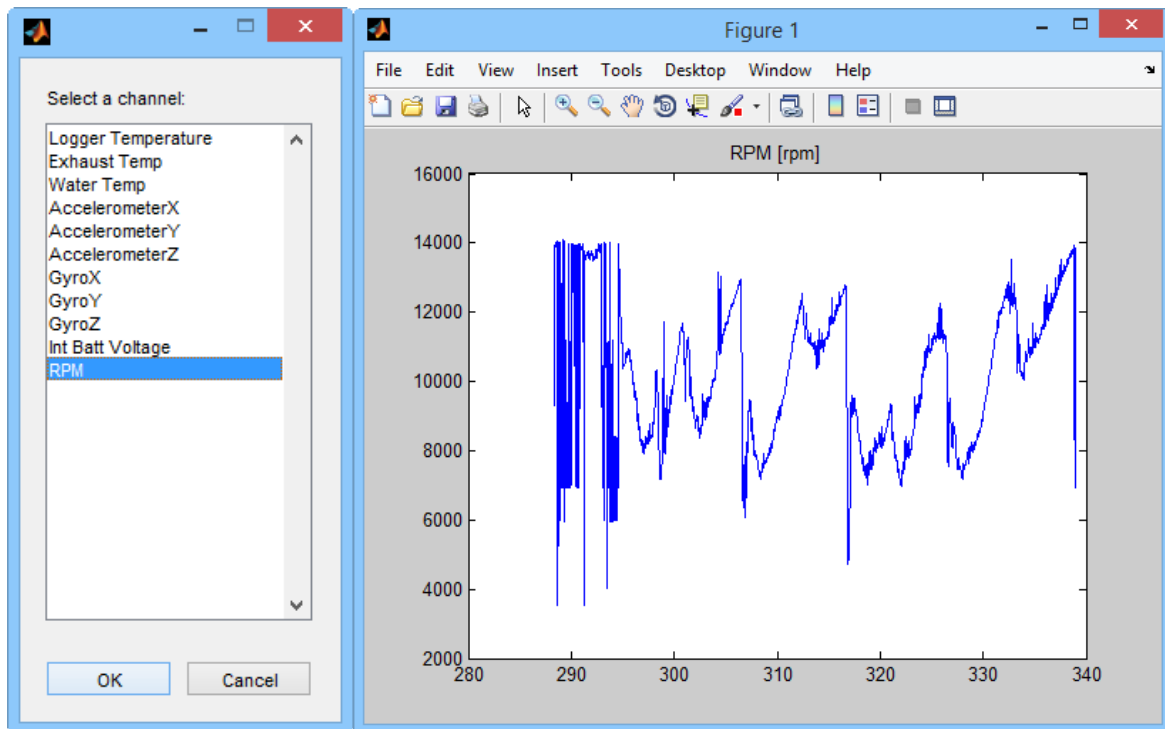 Select a channel:
Logger Temperature
Exhaust Temp
Water Temp
AccelerometerX
AccelerometerY
AccelerometerZ
GyroX
GyroY
GyroZ
Int Batt Voltage
RPM
OK Cancel
Figure 1
File Edit View Insert Tools Desktop Window Help
RPM [rpm]
16000
14000
12000
10000
8000
6000
4000
2000
280 290 300 310 320 330 340